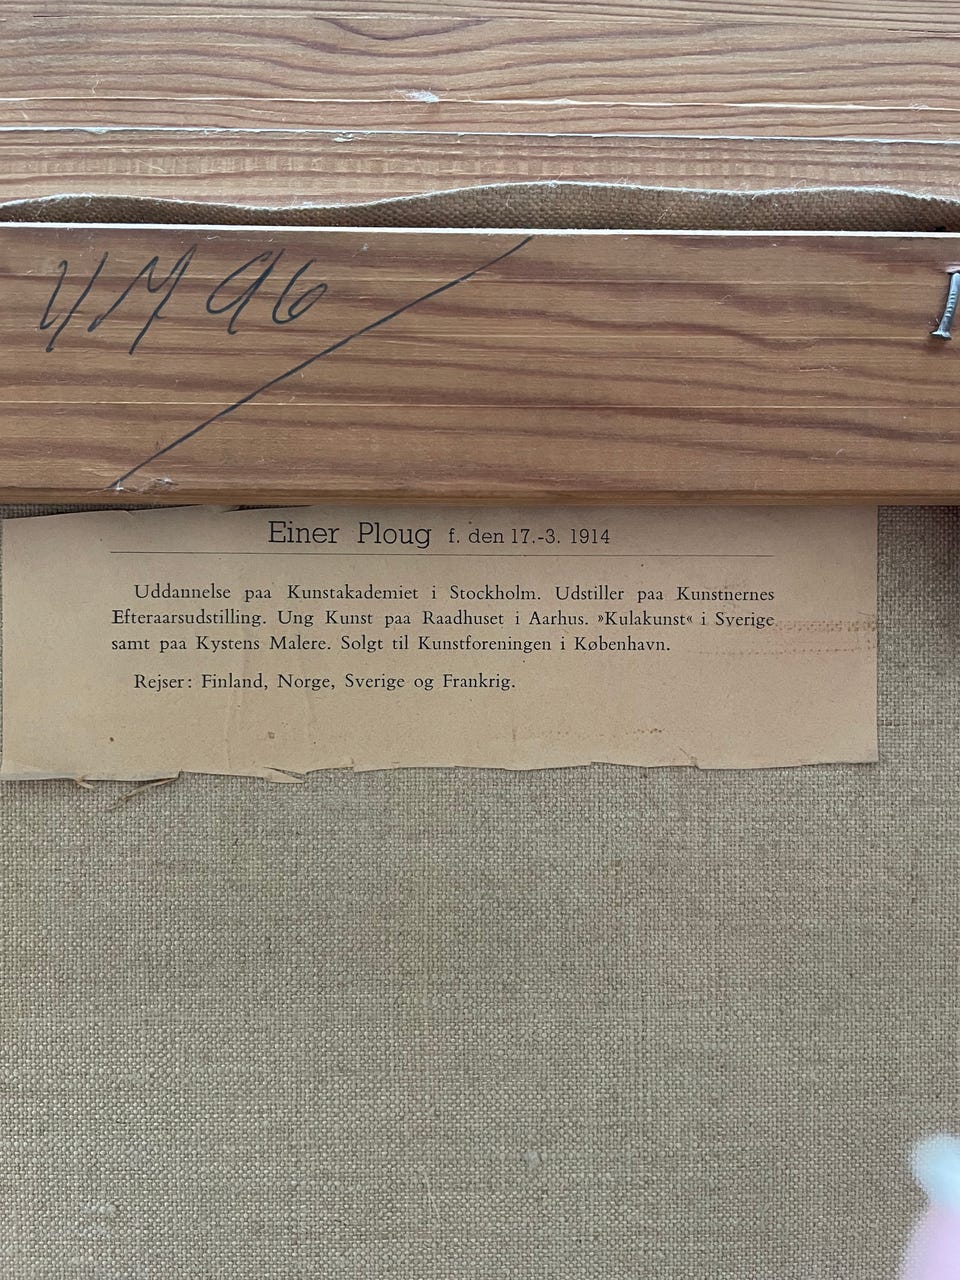 Einer Ploug f. den 17.-3. 1914
Uddannelse paa Kunstakademiet i Stockholm. Udstiller paa Kunstnernes
Efteraarsudstilling. Ung Kunst paa Raadhuset i Aarhus. »Kulakunst« i Sverige
samt paa Kystens Malere. Solgt til Kunstforeningen i København.
Rejser: Finland, Norge, Sverige og Frankrig.